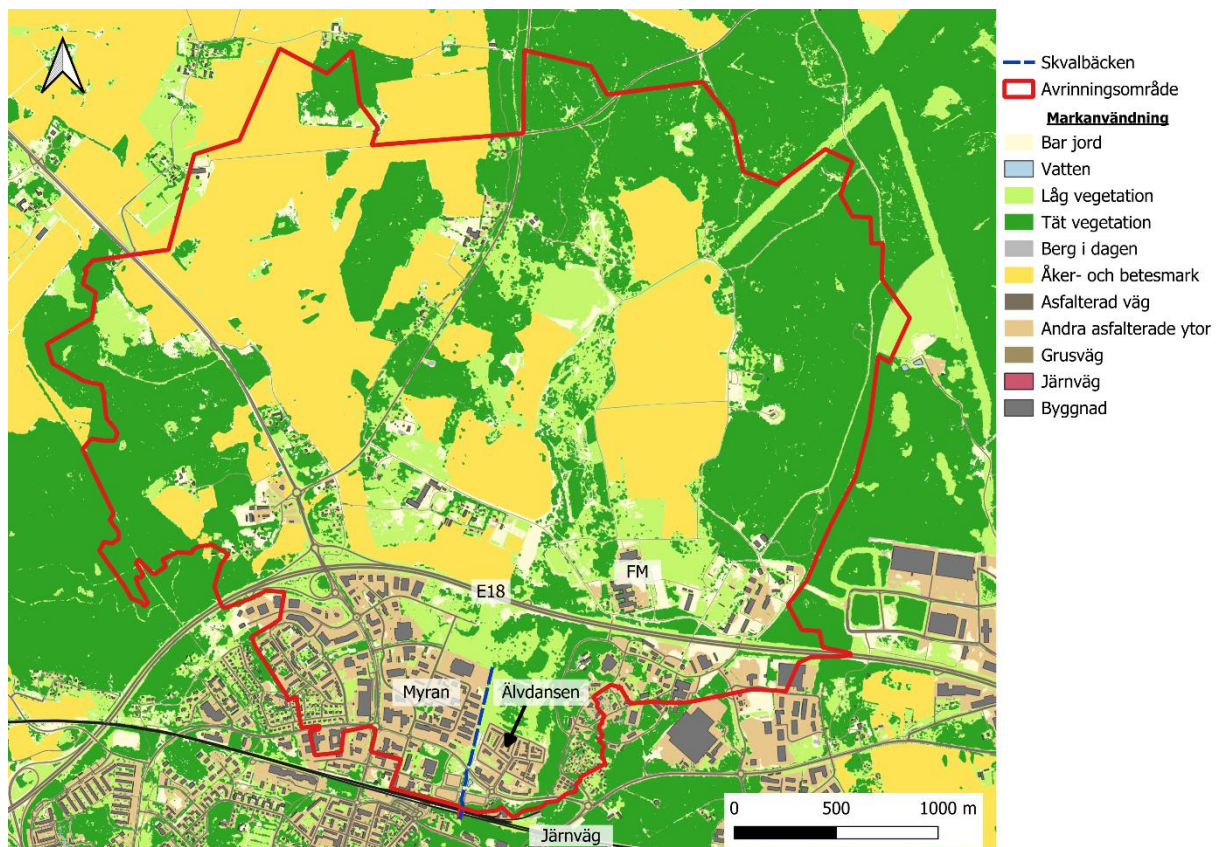 Skvalbäcken
Avrinningsområde
Markanvändning
Bar jord
Vatten
Låg vegetation
Tät vegetation
Berg i dagen
Åker- och betesmark
Asfalterad väg
Andra asfalterade ytor
Grusväg
Järnväg
Byggnad
FM
E18
Myran
Älvdansen
0 500 1000 m
Järnväg